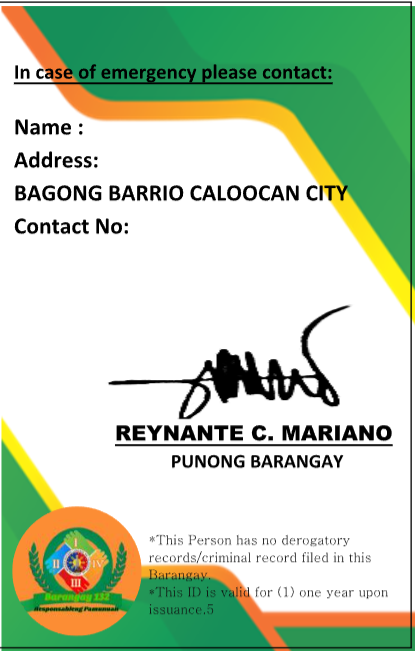 In case of emergency please contact:
Name :
Address:
BAGONG BARRIO CALOOCAN CITY
Contact No:
REYNANTE C. MARIANO
PUNONG BARANGAY
*This Person has no derogatory
records/criminal record filed in this
Barangay.
*This ID is valid for (1) one year upon
issuance.5
I
II
IV
III
Barangay 132
Responsableng Pamunuan